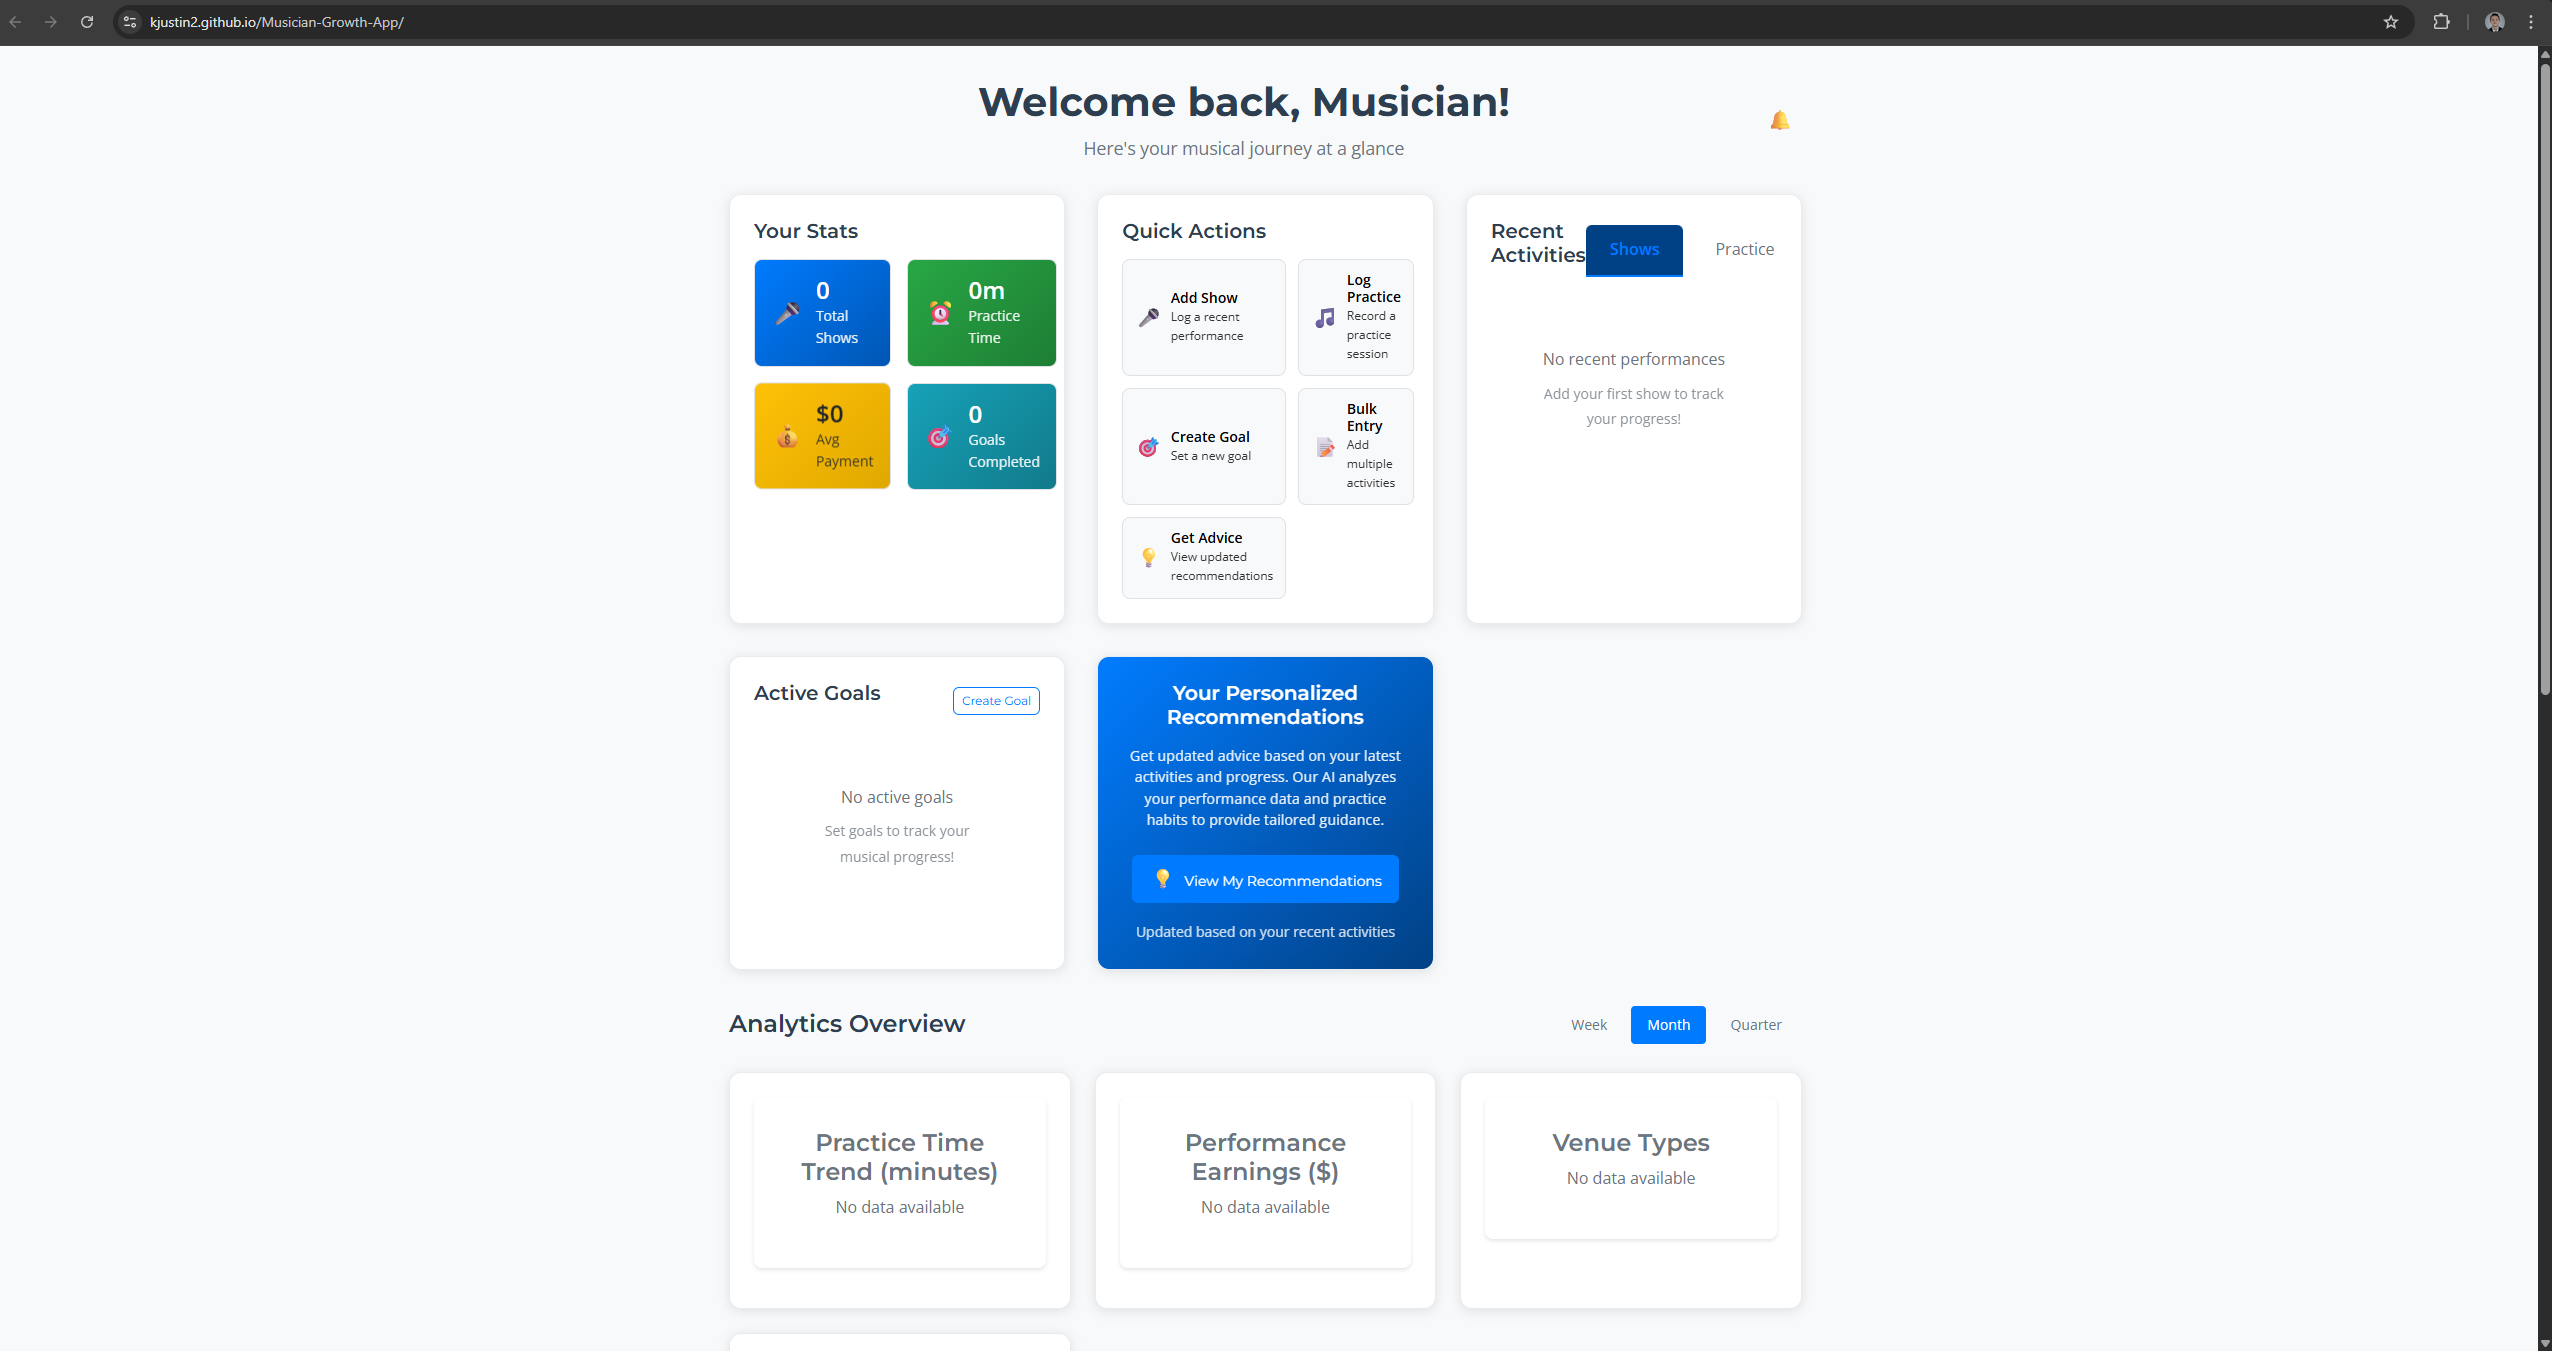 kjustin2.github.io/Musician-Growth-App/
Welcome back, Musician!
Here's your musical journey at a glance
Your Stats
0
Total
Shows
0m
Practice
Time
$0
Avg
Payment
0
Goals
Completed
Quick Actions
Add Show
Log a recent
performance
Log
Practice
Record a
practice
session
Create Goal
Set a new goal
Bulk
Entry
Add
multiple
activities
Get Advice
View updated
recommendations
Recent
Activities
Shows
Practice
No recent performances
Add your first show to track
your progress!
Active Goals
Create Goal
No active goals
Set goals to track your
musical progress!
Your Personalized
Recommendations
Get updated advice based on your latest
activities and progress. Our AI analyzes
your performance data and practice
habits to provide tailored guidance.
View My Recommendations
Updated based on your recent activities
Analytics Overview
Week
Month
Quarter
Practice Time
Trend (minutes)
No data available
Performance
Earnings ($)
No data available
Venue Types
No data available